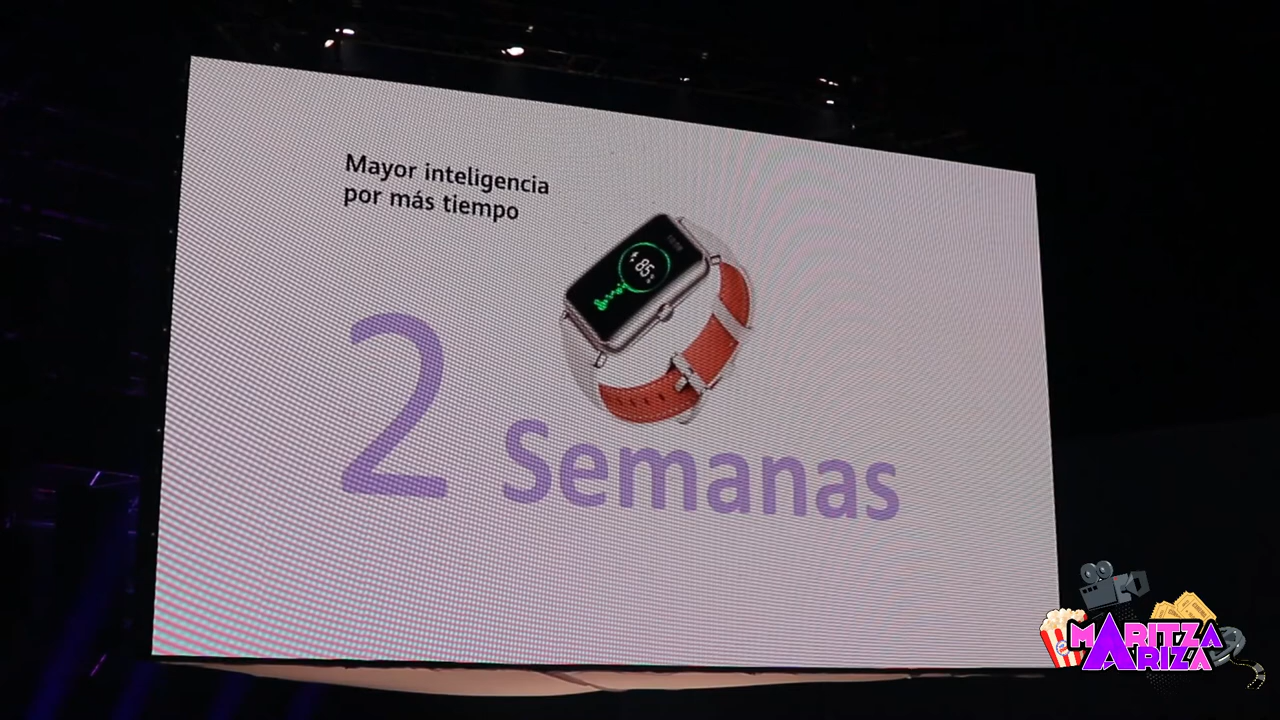 Mayor inteligencia
por más tiempo
85%
2 Semanas
MARITZA
ARIZA